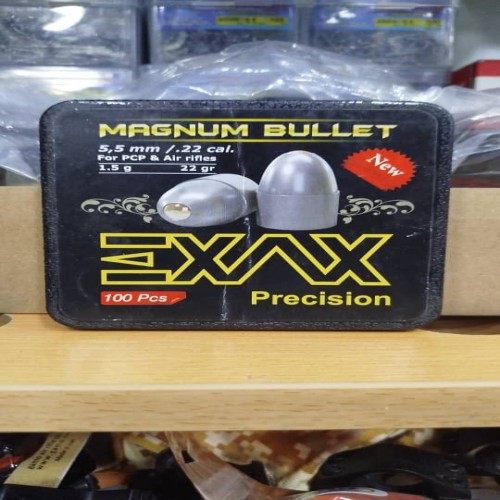 MAGNUM BULLET
5,5 mm /.22 cal.
For PCP & Air rifles
1.5 g 22 gr
New
EXAX
100 Pcs
Precision